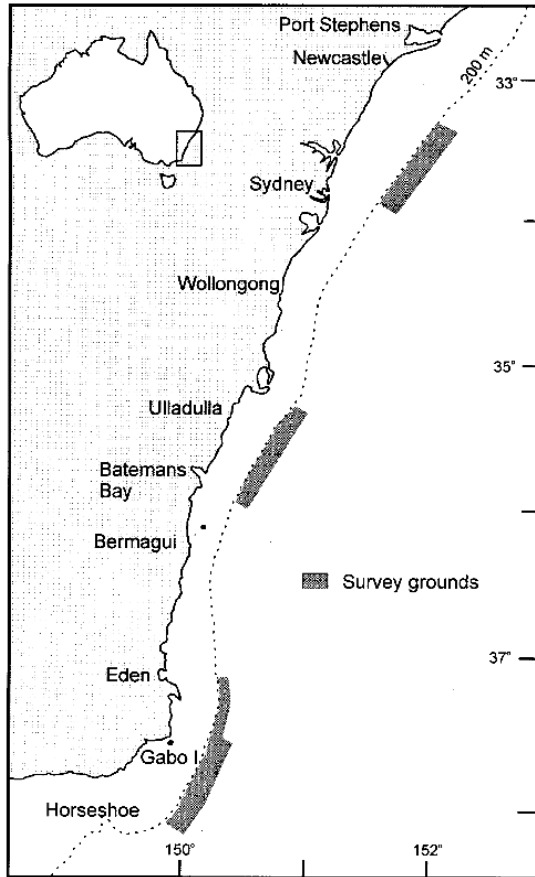 Port Stephens
Newcastle
200 m
33°
Sydney
Wollongong
35°
Ulladulla
Batemans
Bay
Bermagui
Survey grounds
37°
Eden
Gabo I
Horseshoe
150°
152°